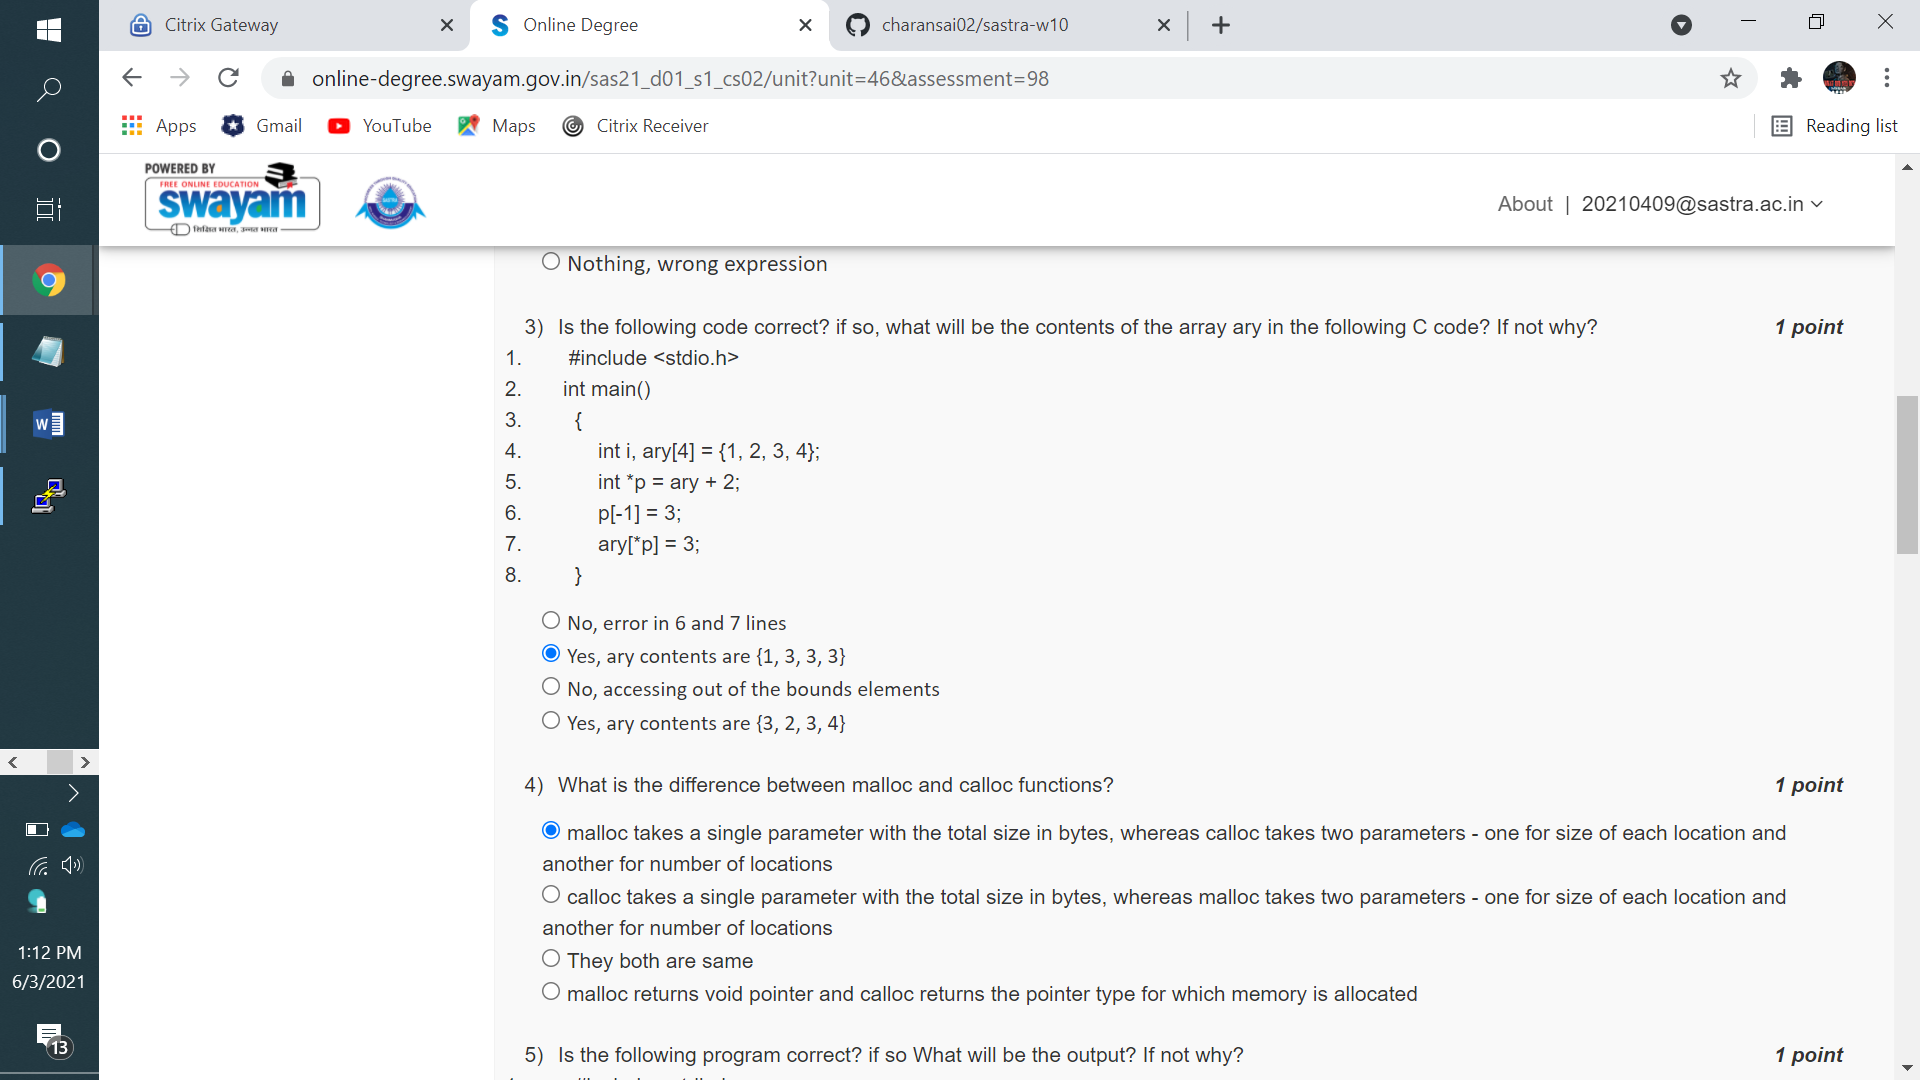 Citrix Gateway
Online Degree
charansai02/sastra-w10
online-degree.swayam.gov.in/sas21_d01_s1_cs02/unit?unit=46&assessment=98
Apps
Gmail
YouTube
Maps
Citrix Receiver
Reading list
POWERED BY
FREE ONLINE EDUCATION
swayam
शिक्षित भारत, उन्नत भारत
About | 20210409@sastra.ac.in
Nothing, wrong expression
3) Is the following code correct? if so, what will be the contents of the array ary in the following C code? If not why? 1 point
1. #include <stdio.h>
2. int main()
3. {
4. int i, ary[4] = {1, 2, 3, 4};
5. int *p = ary + 2;
6. p[-1] = 3;
7. ary[*p] = 3;
8. }
No, error in 6 and 7 lines
Yes, ary contents are {1, 3, 3, 3}
No, accessing out of the bounds elements
Yes, ary contents are {3, 2, 3, 4}
4) What is the difference between malloc and calloc functions? 1 point
malloc takes a single parameter with the total size in bytes, whereas calloc takes two parameters - one for size of each location and
another for number of locations
calloc takes a single parameter with the total size in bytes, whereas malloc takes two parameters - one for size of each location and
another for number of locations
They both are same
malloc returns void pointer and calloc returns the pointer type for which memory is allocated
5) Is the following program correct? if so What will be the output? If not why? 1 point
W
1:12 PM
6/3/2021
13